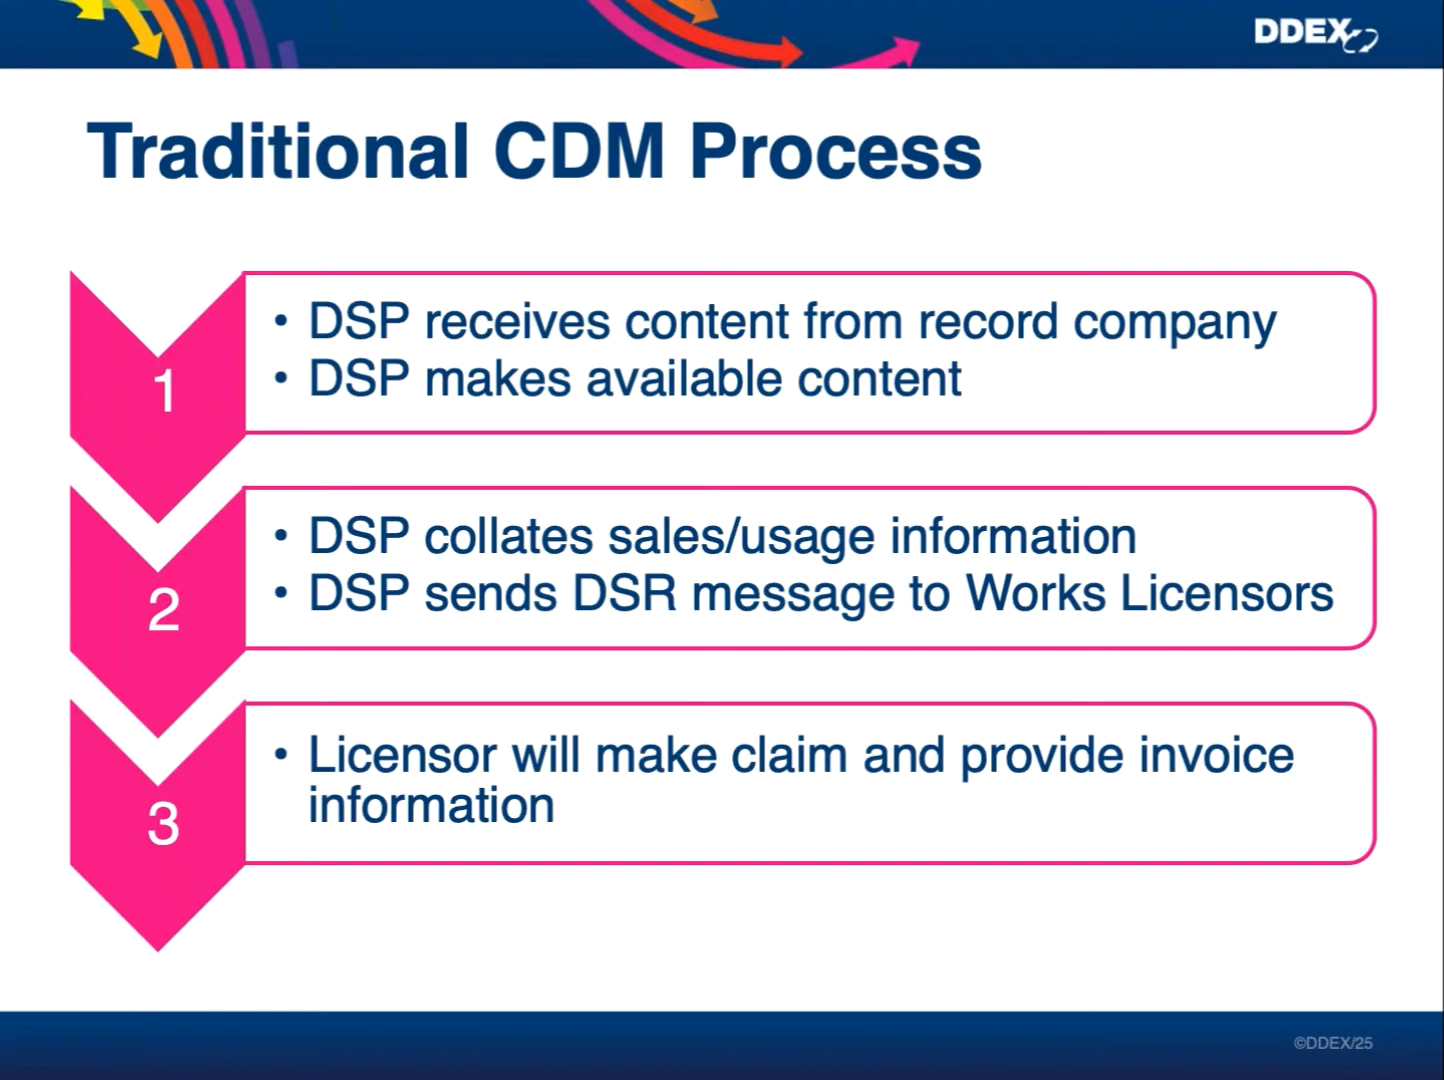 DDEX
Traditional CDM Process
1
• DSP receives content from record company
• DSP makes available content
2
• DSP collates sales/usage information
• DSP sends DSR message to Works Licensors
3
• Licensor will make claim and provide invoice
information
©DDEX/25